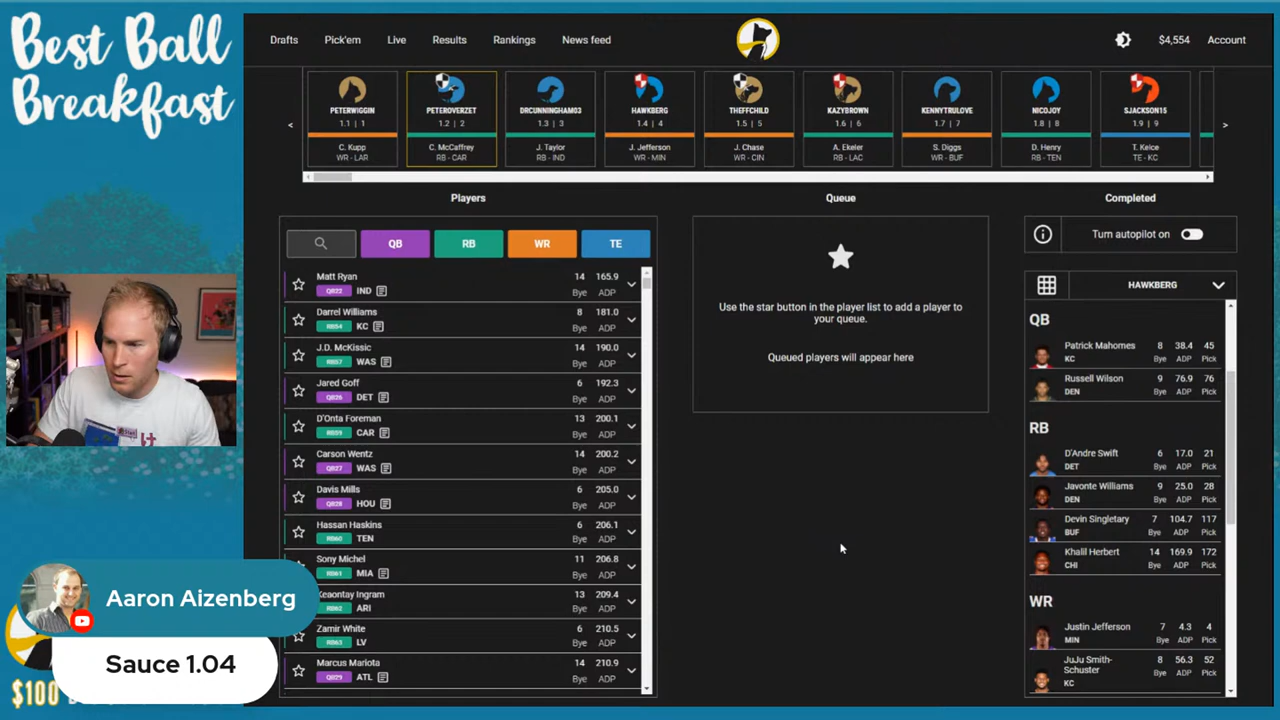 Best Ball
Breakfast
Drafts
Pick'em
Live
Results
Rankings
News feed
$4,554
Account
<
PETERWIGGIN
1.1 | 1
C. Kupp
WR - LAR
PETEROVERZET
1.2 | 2
C. McCaffrey
RB - CAR
DRCUNNINGHAM03
1.3 | 3
J. Taylor
RB - IND
HAWKBERG
1.4 | 4
J. Jefferson
WR - MIN
THEFFCHILD
1.5 | 5
J. Chase
WR - CIN
KAZYBROWN
1.6 | 6
A. Ekeler
RB - LAC
KENNYTRULOVE
1.7 | 7
S. Diggs
WR - BUF
NICOJOY
1.8 | 8
D. Henry
RB - TEN
SJACKSON15
1.9 | 9
T. Kelce
TE - KC
>
Players
QB
RB
WR
TE
Matt Ryan 14 165.9
QB22 IND Bye ADP
Darrel Williams 8 181.0
RB54 KC Bye ADP
J.D. McKissic 14 190.0
RB57 WAS Bye ADP
Jared Goff 6 192.3
QB26 DET Bye ADP
D'Onta Foreman 13 200.1
RB59 CAR Bye ADP
Carson Wentz 14 200.2
QB27 WAS Bye ADP
Davis Mills 6 205.0
QB28 HOU Bye ADP
Hassan Haskins 6 206.1
RB60 TEN Bye ADP
Sony Michel 11 206.8
RB61 MIA Bye ADP
Keaontay Ingram 13 209.4
RB62 ARI Bye ADP
Zamir White 6 210.5
RB63 LV Bye ADP
Marcus Mariota 14 210.9
QB29 ATL Bye ADP
Queue
Use the star button in the player list to add a player to
your queue.
Queued players will appear here
Completed
Turn autopilot on
HAWKBERG
QB
Patrick Mahomes 8 38.4 45
KC Bye ADP Pick
Russell Wilson 9 76.9 76
DEN Bye ADP Pick
RB
D'Andre Swift 6 17.0 21
DET Bye ADP Pick
Javonte Williams 9 25.0 28
DEN Bye ADP Pick
Devin Singletary 7 104.7 117
BUF Bye ADP Pick
Khalil Herbert 14 169.9 172
CHI Bye ADP Pick
WR
Justin Jefferson 7 4.3 4
MIN Bye ADP Pick
JuJu Smith-
Schuster 8 56.3 52
KC Bye ADP Pick
Aaron Aizenberg
Sauce 1.04
$100